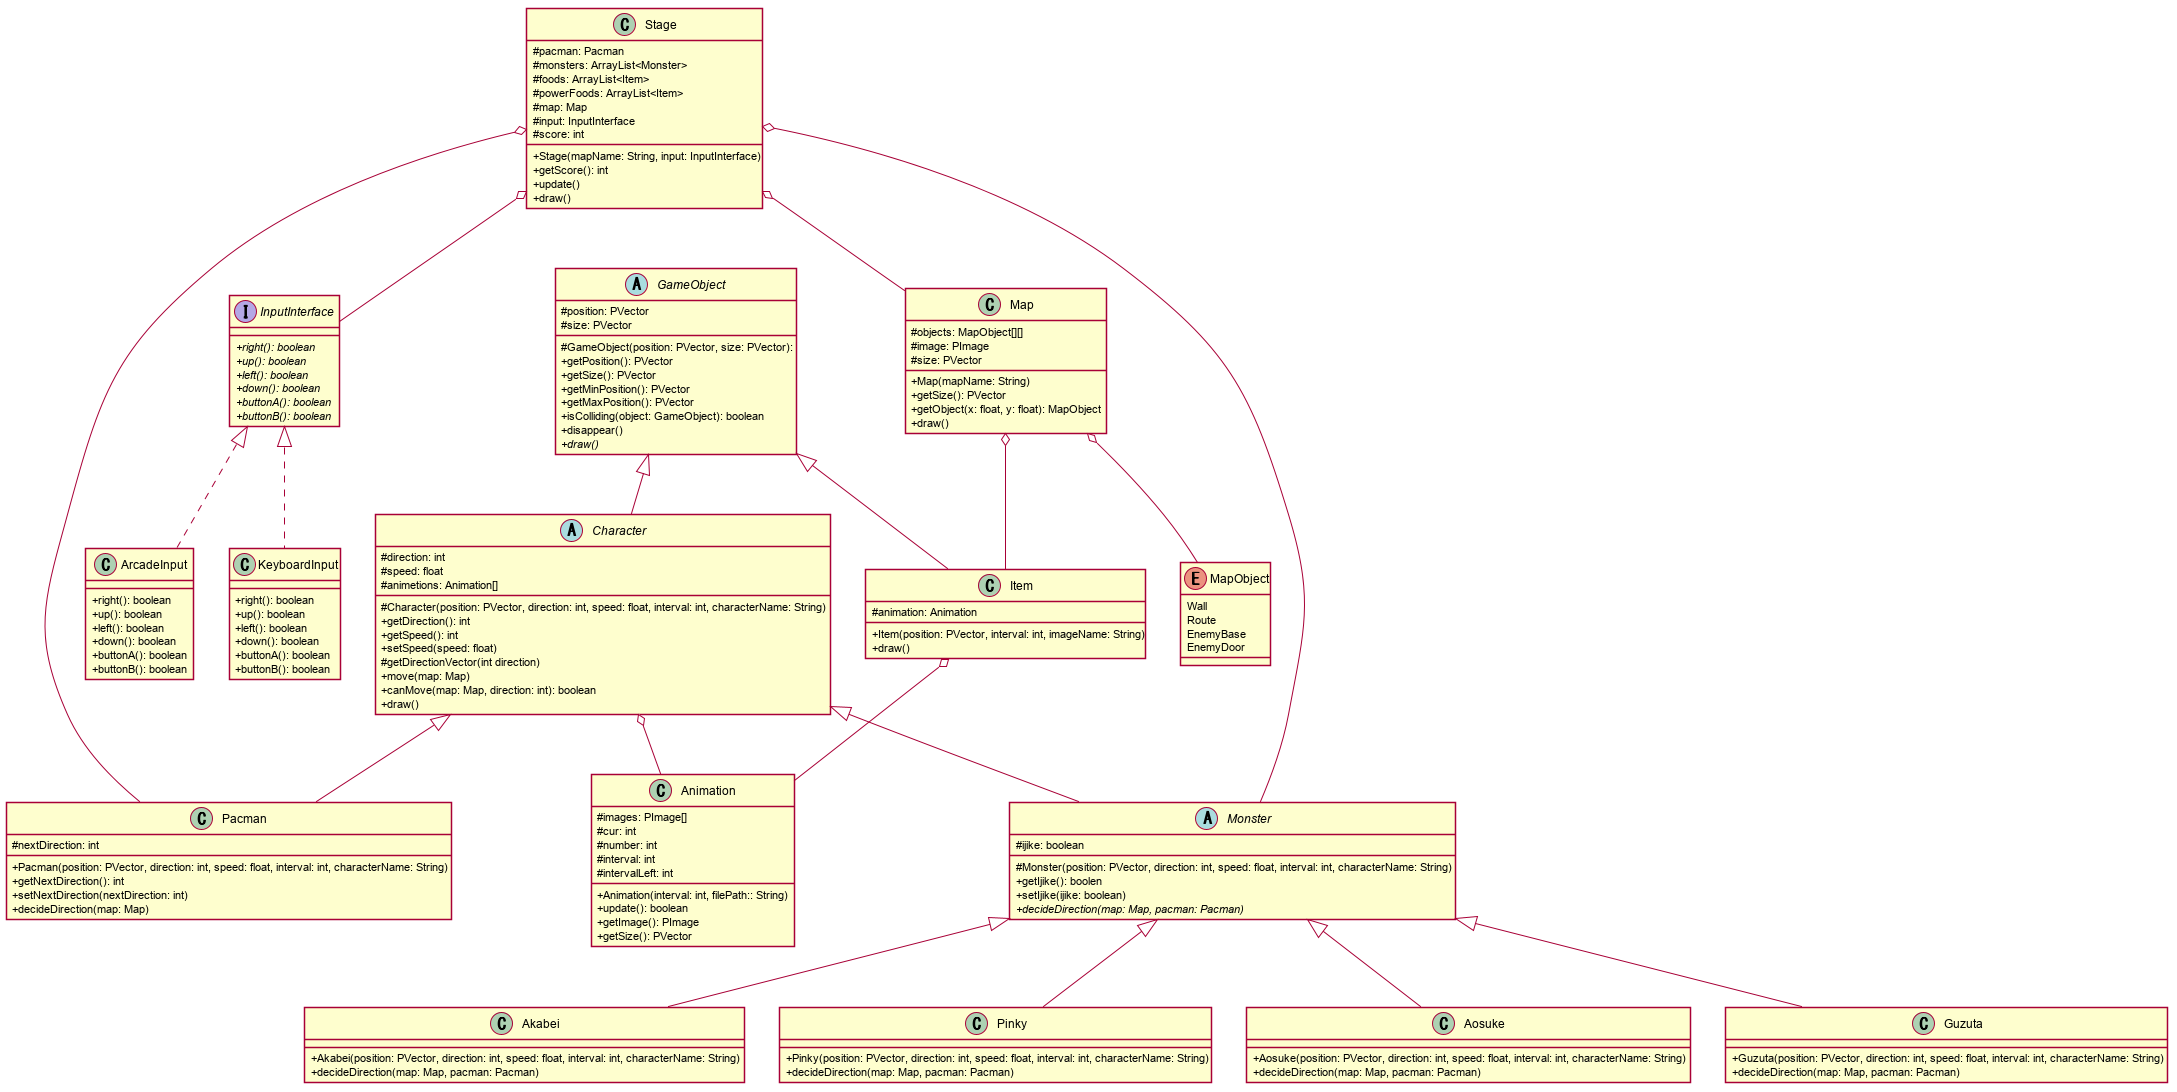 C Stage
#pacman: Pacman
#monsters: ArrayList<Monster>
#foods: ArrayList<Item>
#powerFoods: ArrayList<Item>
#map: Map
#input: InputInterface
#score: int
+Stage(mapName: String, input: InputInterface)
+getScore(): int
+update()
+draw()
I InputInterface
+right(): boolean
+up(): boolean
+left(): boolean
+down(): boolean
+buttonA(): boolean
+buttonB(): boolean
A GameObject
#position: PVector
#size: PVector
#GameObject(position: PVector, size: PVector):
+getPosition(): PVector
+getSize(): PVector
+getMinPosition(): PVector
+getMaxPosition(): PVector
+isColliding(object: GameObject): boolean
+disappear()
+draw()
C Map
#objects: MapObject[][]
#image: PImage
#size: PVector
+Map(mapName: String)
+getSize(): PVector
+getObject(x: float, y: float): MapObject
+draw()
C ArcadeInput
+right(): boolean
+up(): boolean
+left(): boolean
+down(): boolean
+buttonA(): boolean
+buttonB(): boolean
C KeyboardInput
+right(): boolean
+up(): boolean
+left(): boolean
+down(): boolean
+buttonA(): boolean
+buttonB(): boolean
A Character
#direction: int
#speed: float
#animetions: Animation[]
#Character(position: PVector, direction: int, speed: float, interval: int, characterName: String)
+getDirection(): int
+getSpeed(): int
+setSpeed(speed: float)
#getDirectionVector(int direction)
+move(map: Map)
+canMove(map: Map, direction: int): boolean
+draw()
C Item
#animation: Animation
+Item(position: PVector, interval: int, imageName: String)
+draw()
E MapObject
Wall
Route
EnemyBase
EnemyDoor
C Pacman
#nextDirection: int
+Pacman(position: PVector, direction: int, speed: float, interval: int, characterName: String)
+getNextDirection(): int
+setNextDirection(nextDirection: int)
+decideDirection(map: Map)
C Animation
#images: PImage[]
#cur: int
#number: int
#interval: int
#intervalLeft: int
+Animation(interval: int, filePath:: String)
+update(): boolean
+getImage(): PImage
+getSize(): PVector
A Monster
#ijike: boolean
#Monster(position: PVector, direction: int, speed: float, interval: int, characterName: String)
+getIjike(): boolen
+setIjike(ijike: boolean)
+decideDirection(map: Map, pacman: Pacman)
C Akabei
+Akabei(position: PVector, direction: int, speed: float, interval: int, characterName: String)
+decideDirection(map: Map, pacman: Pacman)
C Pinky
+Pinky(position: PVector, direction: int, speed: float, interval: int, characterName: String)
+decideDirection(map: Map, pacman: Pacman)
C Aosuke
+Aosuke(position: PVector, direction: int, speed: float, interval: int, characterName: String)
+decideDirection(map: Map, pacman: Pacman)
C Guzuta
+Guzuta(position: PVector, direction: int, speed: float, interval: int, characterName: String)
+decideDirection(map: Map, pacman: Pacman)